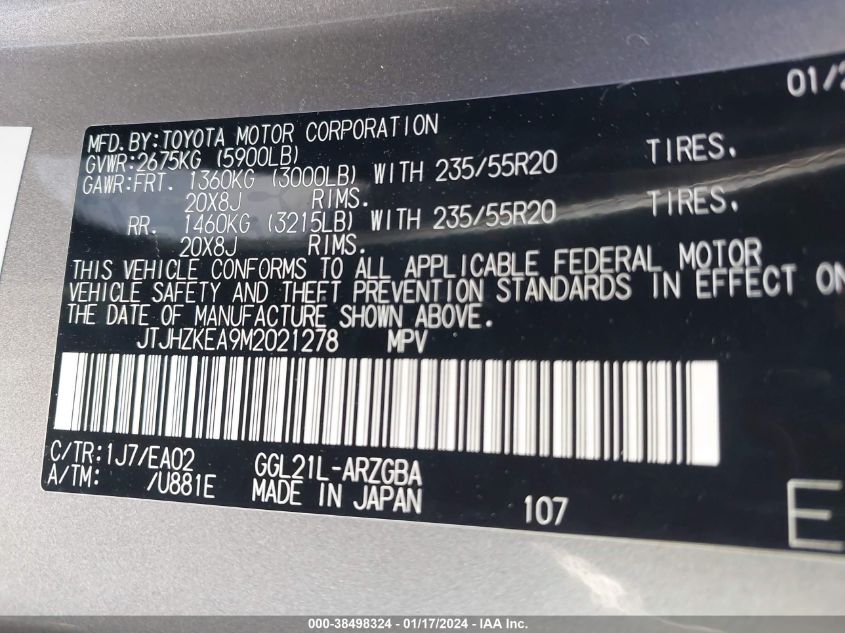 01/2
MFD.BY:TOYOTA MOTOR CORPORATION
GVWR:2675KG (5900LB)
GAWR:FRT. 1360KG (3000LB) WITH 235/55R20 TIRES.
20X8J RIMS.
RR. 1460KG (3215LB) WITH 235/55R20 TIRES.
20X8J RIMS.
THIS VEHICLE CONFORMS TO ALL APPLICABLE FEDERAL MOTOR
VEHICLE SAFETY AND THEFT PREVENTION STANDARDS IN EFFECT ON
THE DATE OF MANUFACTURE SHOWN ABOVE.
JTJHZKEA9M2021278 MPV
C/TR:1J7/EA02 GGL21L-ARZGBA
A/TM: /U881E MADE IN JAPAN 107
E
000-38498324 - 01/17/2024 - IAA Inc.